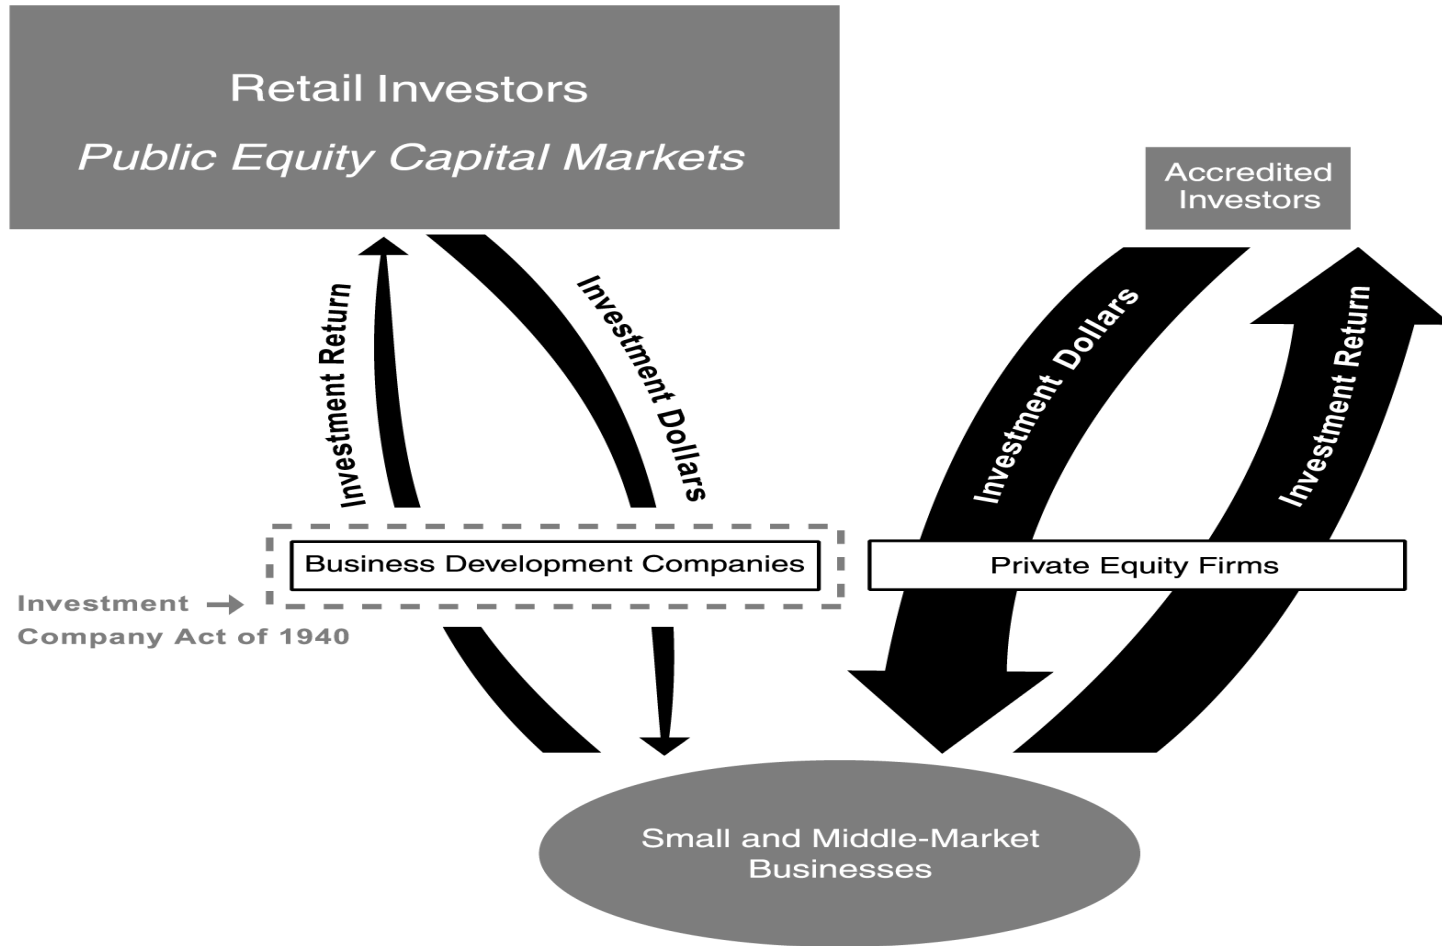 Retail Investors
Public Equity Capital Markets
Accredited
Investors
Investment Return
Investment Dollars
Investment Dollars
Investment Return
Business Development Companies
Private Equity Firms
Investment
Company Act of 1940
Small and Middle-Market
Businesses